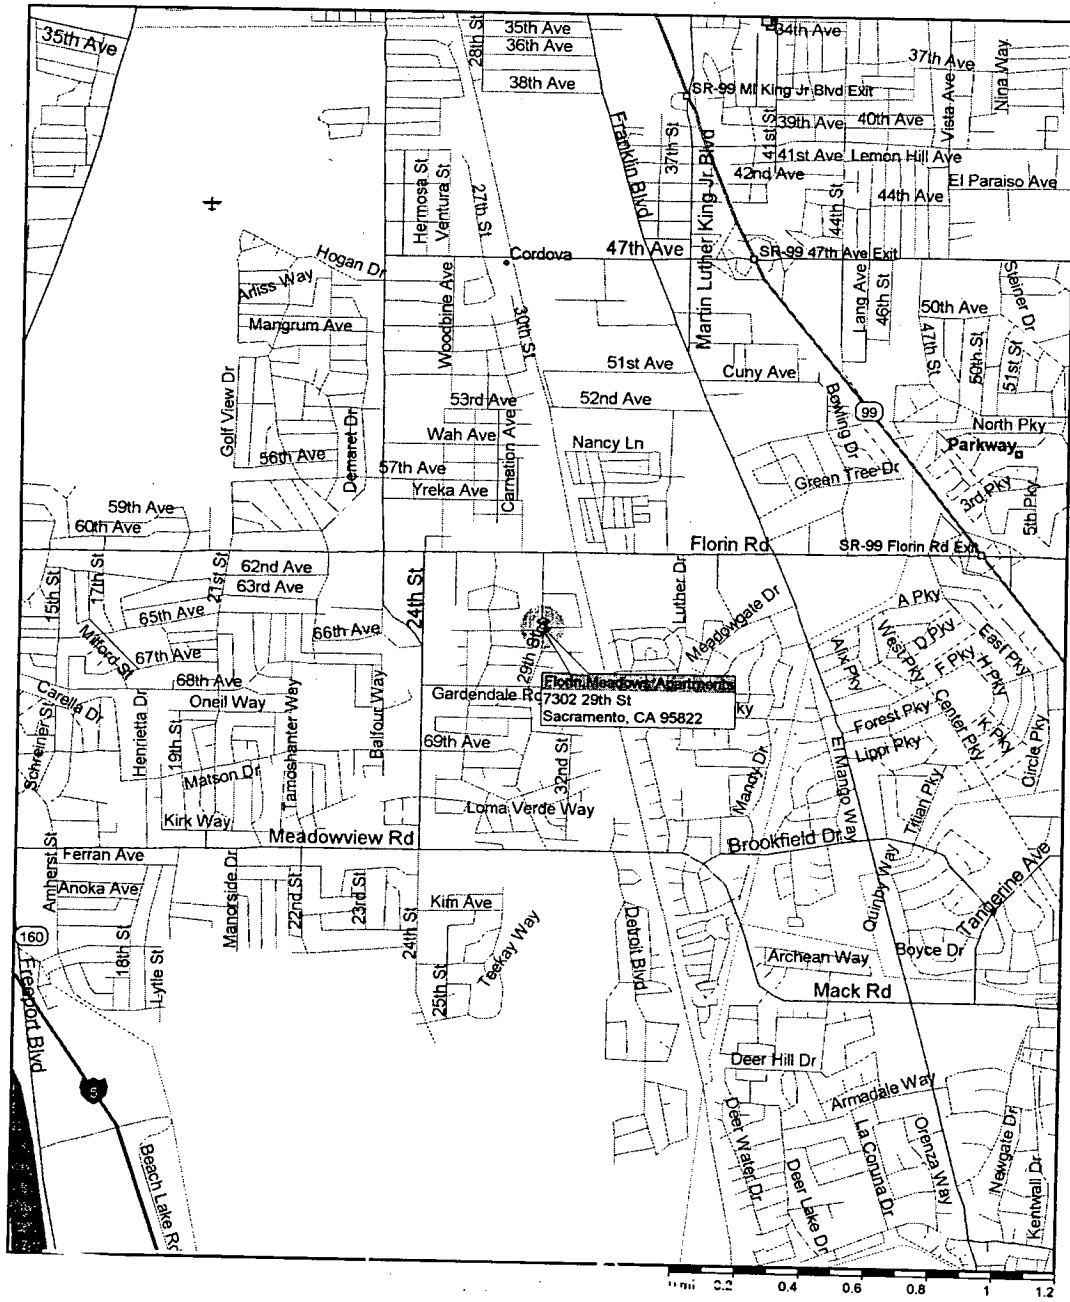 35th Ave
28th St
35th Ave
36th Ave
38th Ave
34th Ave
37th Ave
Nina Way
Vista Ave
SR-99 Ml King Jr Blvd Exit
39th Ave
40th Ave
41st St
37th St
Franklin Blvd
Martin Luther King Jr Blvd
41st Ave
Lemon Hill Ave
42nd Ave
El Paraiso Ave
44th Ave
44th St
Hermosa St
Ventura St
27th St
47th Ave
SR-99 47th Ave Exit
Cordova
Hogan Dr
Arliss Way
Mangrum Ave
Woodbine Ave
30th St
Lang Ave
46th St
Steiner Dr
50th Ave
47th St
50th St
51st St
51st Ave
Cuny Ave
Golf View Dr
Demaret Dr
53rd Ave
52nd Ave
Bowling Dr
99
North Pky
Parkway
Wah Ave
Carnation Ave
Nancy Ln
56th Ave
57th Ave
Yreka Ave
Green Tree Dr
3rd Pky
5th Pky
59th Ave
60th Ave
Florin Rd
SR-99 Florin Rd Exit
15th St
17th St
21st St
62nd Ave
63rd Ave
24th St
Luther Dr
Meadowgate Dr
A Pky
65th Ave
66th Ave
Milford St
67th Ave
29th St
Alix Pky
West Pky
D Pky
East Pky
F Pky
H Pky
68th Ave
Carella Dr
Oneil Way
Gardendale Rd
Florin Meadows Apartments
7302 29th St
Sacramento, CA 95822
ky
Forest Pky
Center Pky
K Pky
Circle Pky
Schreiner St
Henrietta Dr
19th St
Tamoshanter Way
Balfour Way
69th Ave
32nd St
Mandy Dr
El Mango Way
Lippi Pky
Matson Dr
Loma Verde Way
Titian Pky
Kirk Way
Meadowview Rd
Brookfield Dr
Amherst St
Ferran Ave
Anoka Ave
Manorside Dr
22nd St
23rd St
24th St
Kim Ave
Teekay Way
25th St
Detroit Blvd
Quinby Way
Tangerine Ave
Boyce Dr
Archean Way
Mack Rd
160
Freeport Blvd
18th St
Lytle St
5
Beach Lake Rd
Deer Hill Dr
Armadale Way
Deer Water Dr
Deer Lake Dr
La Coruna Dr
Orenza Way
Newgate Dr
Kentwall Dr
0 mi 0.2 0.4 0.6 0.8 1 1.2